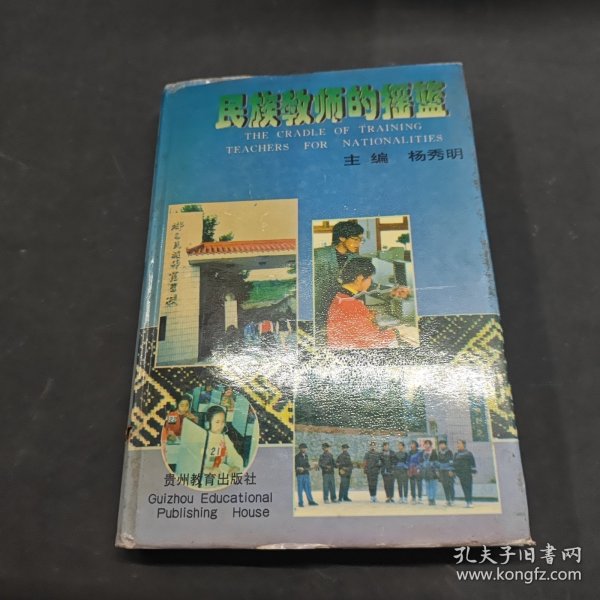 民族教师的摇篮
THE CRADLE OF TRAINING
TEACHERS FOR NATIONALITIES
主编 杨秀明
21
贵州教育出版社
Guizhou Educational
Publishing House
孔夫子旧书网
www.kongfz.com